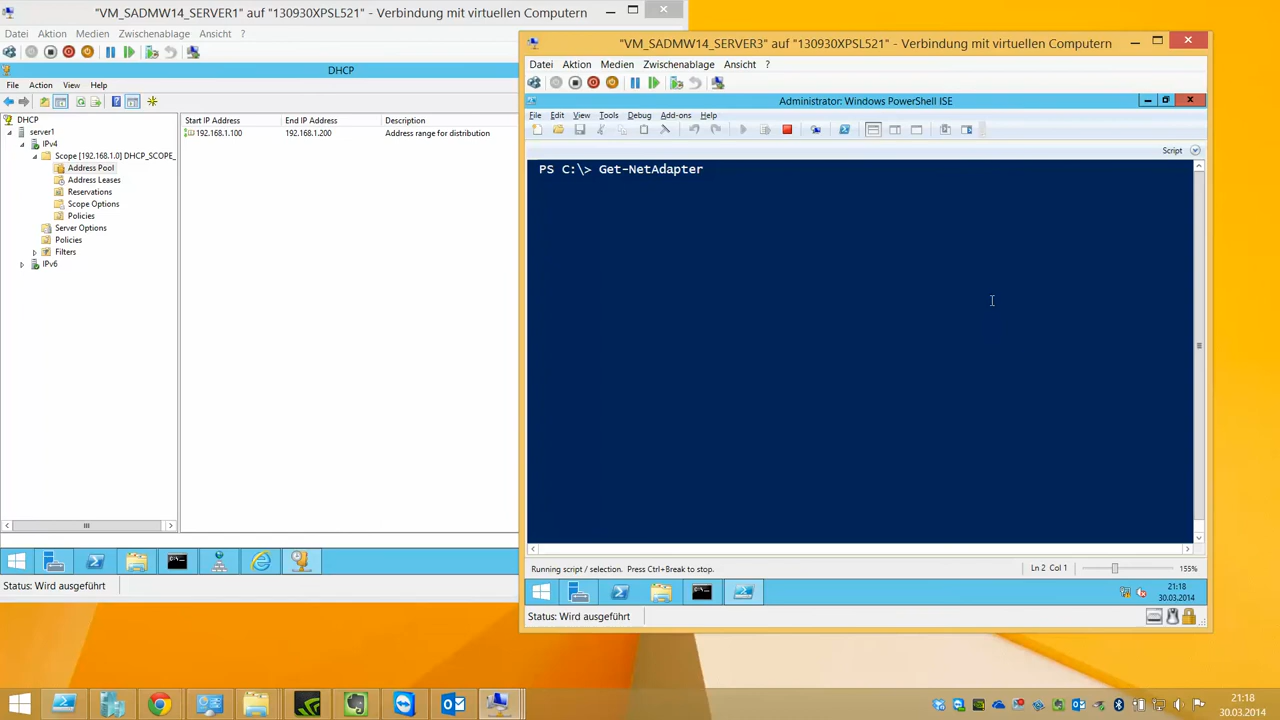 "VM_SADMW14_SERVER1" auf "130930XPSL521" - Verbindung mit virtuellen Computern
Datei Aktion Medien Zwischenablage Ansicht ?
DHCP
File Action View Help
DHCP
server1
IPv4
Scope [192.168.1.0] DHCP_SCOPE_
Address Pool
Address Leases
Reservations
Scope Options
Policies
Server Options
Policies
Filters
IPv6
Start IP Address End IP Address Description
192.168.1.100 192.168.1.200 Address range for distribution
Status: Wird ausgeführt
"VM_SADMW14_SERVER3" auf "130930XPSL521" - Verbindung mit virtuellen Computern
Datei Aktion Medien Zwischenablage Ansicht ?
Administrator: Windows PowerShell ISE
File Edit View Tools Debug Add-ons Help
Script
PS C:\> Get-NetAdapter
Running script / selection. Press Ctrl+Break to stop. Ln 2 Col 1 155%
21:18
30.03.2014
Status: Wird ausgeführt
21:18
30.03.2014